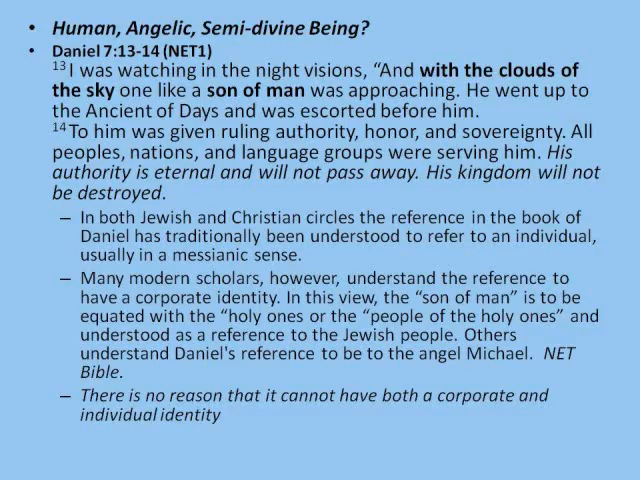 • Human, Angelic, Semi-divine Being?
• Daniel 7:13-14 (NET1)
13 I was watching in the night visions, “And with the clouds of
the sky one like a son of man was approaching. He went up to
the Ancient of Days and was escorted before him.
14 To him was given ruling authority, honor, and sovereignty. All
peoples, nations, and language groups were serving him. His
authority is eternal and will not pass away. His kingdom will not
be destroyed.
– In both Jewish and Christian circles the reference in the book of
Daniel has traditionally been understood to refer to an individual,
usually in a messianic sense.
– Many modern scholars, however, understand the reference to
have a corporate identity. In this view, the “son of man” is to be
equated with the “holy ones or the “people of the holy ones” and
understood as a reference to the Jewish people. Others
understand Daniel's reference to be to the angel Michael. NET
Bible.
– There is no reason that it cannot have both a corporate and
individual identity